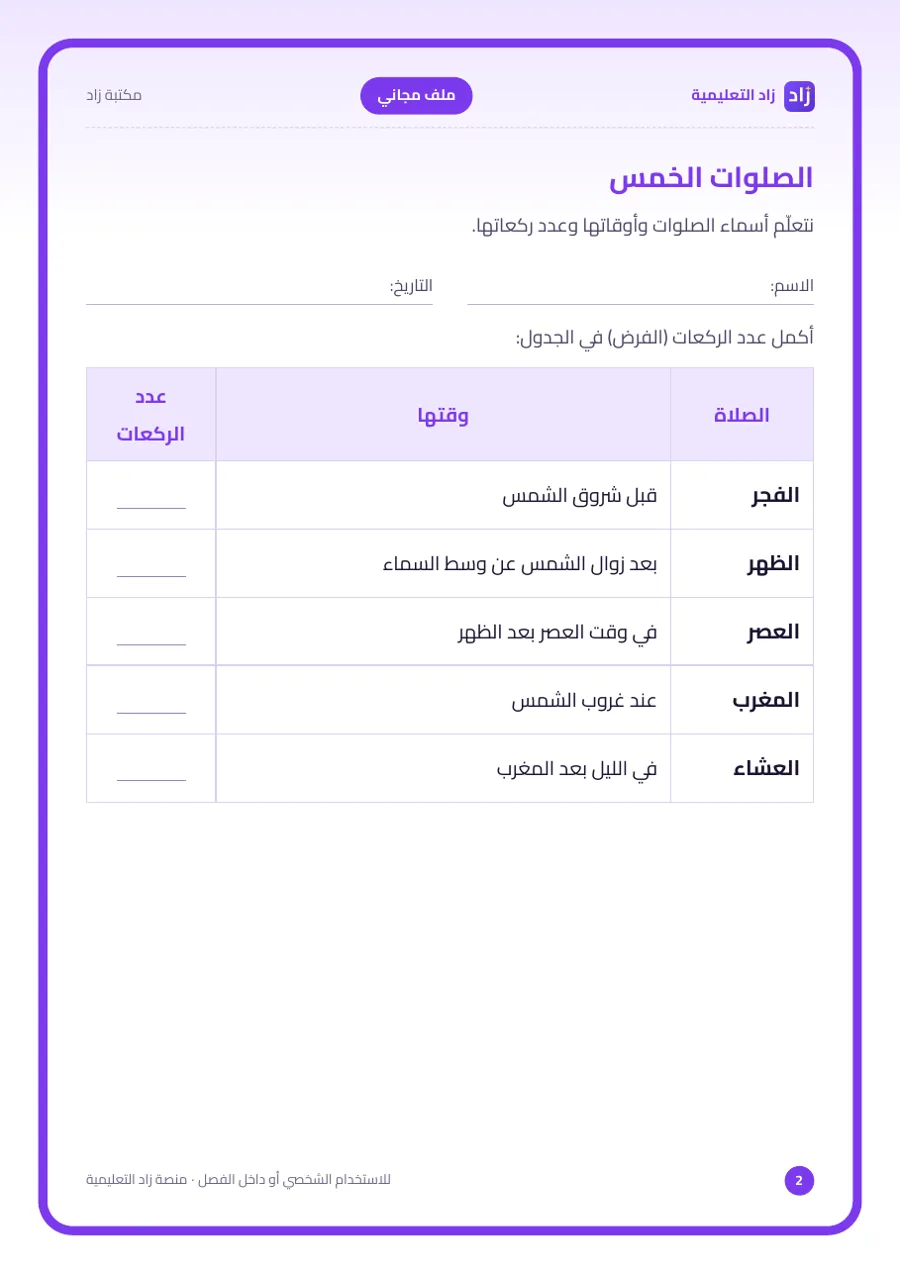 زاد زاد التعليمية
ملف مجاني
مكتبة زاد
الصلوات الخمس
نتعلّم أسماء الصلوات وأوقاتها وعدد ركعاتها.
الاسم:
التاريخ:
أكمل عدد الركعات (الفرض) في الجدول:
الصلاة
وقتها
عدد
الركعات
الفجر
قبل شروق الشمس
الظهر
بعد زوال الشمس عن وسط السماء
العصر
في وقت العصر بعد الظهر
المغرب
عند غروب الشمس
العشاء
في الليل بعد المغرب
2
للاستخدام الشخصي أو داخل الفصل · منصة زاد التعليمية